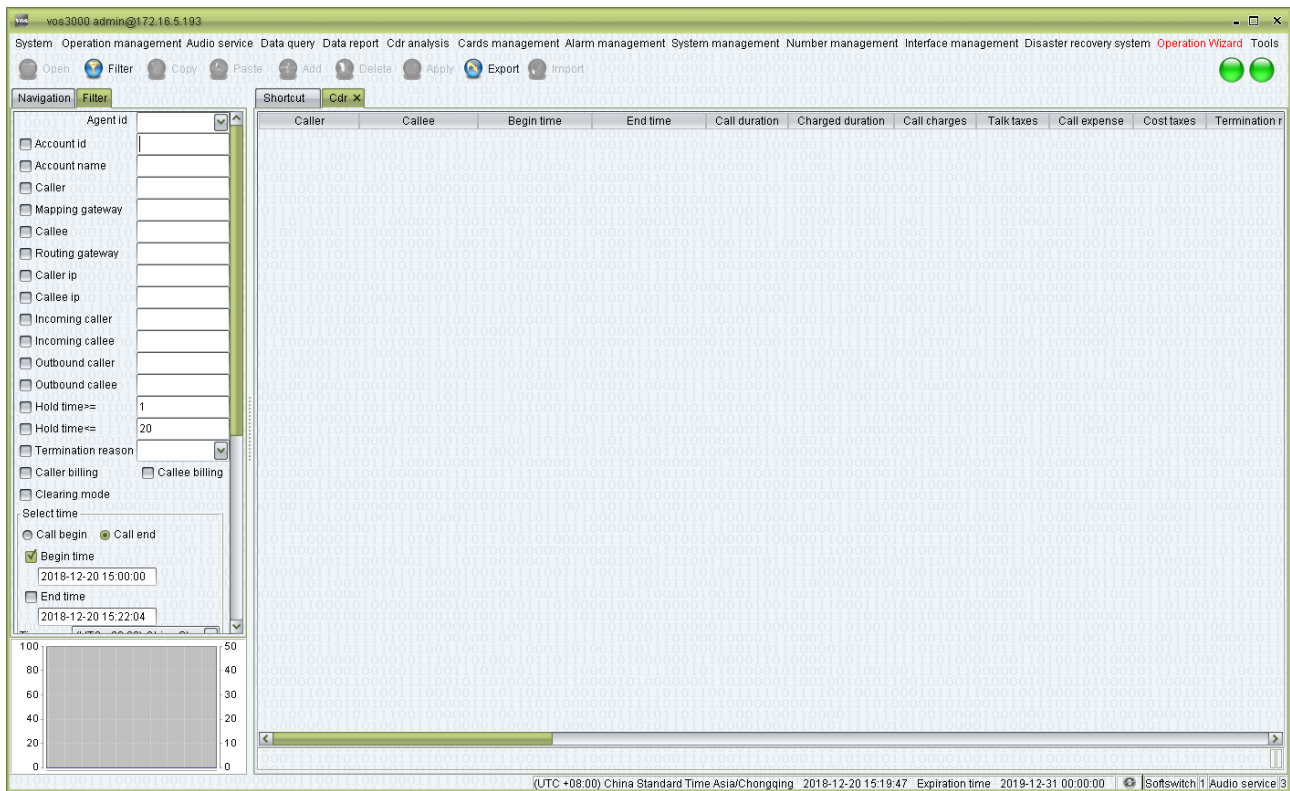 vos vos3000 admin@172.16.5.193
System Operation management Audio service Data query Data report Cdr analysis Cards management Alarm management System management Number management Interface management Disaster recovery system Operation Wizard Tools
Open Filter Copy Paste Add Delete Apply Export Import
Navigation Filter Shortcut Cdr
Agent id
Account id
Account name
Caller
Mapping gateway
Callee
Routing gateway
Caller ip
Callee ip
Incoming caller
Incoming callee
Outbound caller
Outbound callee
Hold time>= 1
Hold time<= 20
Termination reason
Caller billing Callee billing
Clearing mode
Select time
Call begin Call end
Begin time
2018-12-20 15:00:00
End time
2018-12-20 15:22:04
Caller Callee Begin time End time Call duration Charged duration Call charges Talk taxes Call expense Cost taxes Termination r
100 50
80 40
60 30
40 20
20 10
0 0
(UTC +08:00) China Standard Time Asia/Chongqing 2018-12-20 15:19:47 Expiration time 2019-12-31 00:00:00 Softswitch 1 Audio service 3